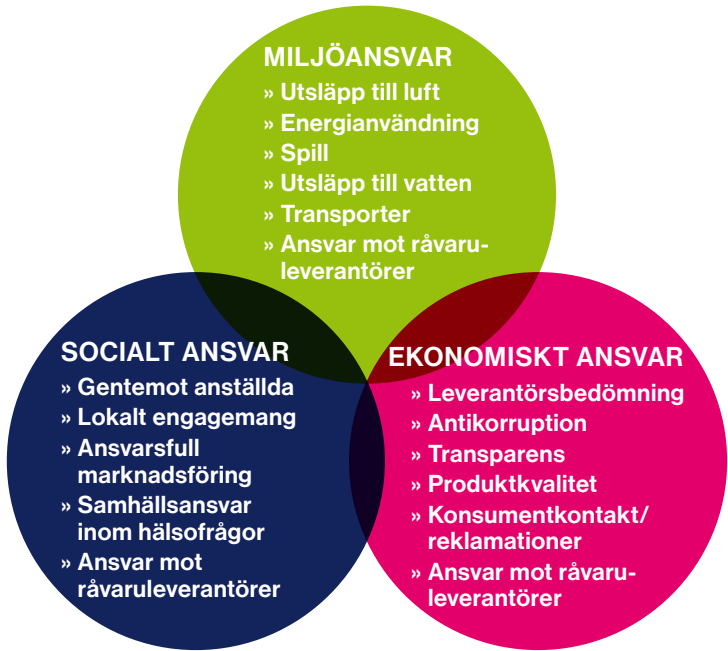 MILJÖANSVAR
» Utsläpp till luft
» Energianvändning
» Spill
» Utsläpp till vatten
» Transporter
» Ansvar mot råvaru-
leverantörer
SOCIALT ANSVAR
» Gentemot anställda
» Lokalt engagemang
» Ansvarsfull
marknadsföring
» Samhällsansvar
inom hälsofrågor
» Ansvar mot
råvaruleverantörer
EKONOMISKT ANSVAR
» Leverantörsbedömning
» Antikorruption
» Transparens
» Produktkvalitet
» Konsumentkontakt/
reklamationer
» Ansvar mot råvaru-
leverantörer